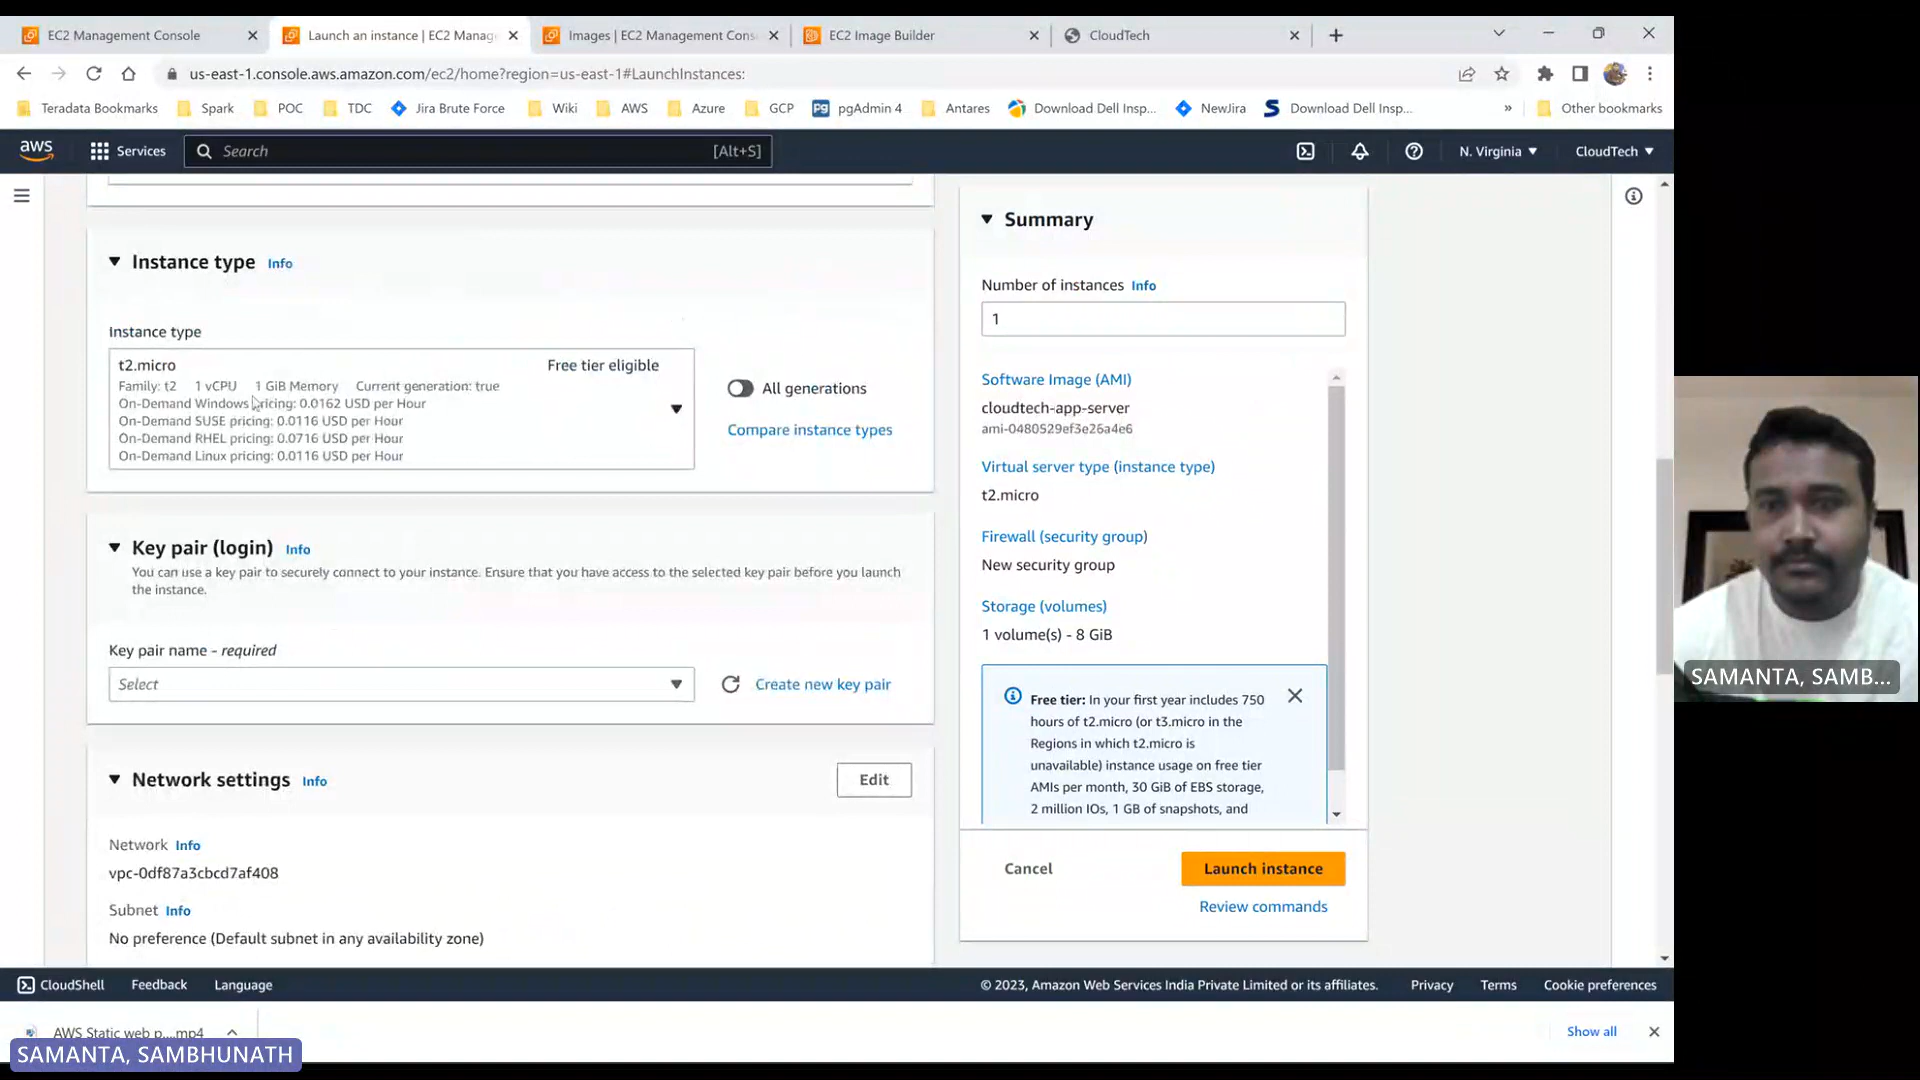 EC2 Management Console
Launch an instance | EC2 Manag
Images | EC2 Management Cons
EC2 Image Builder
CloudTech
us-east-1.console.aws.amazon.com/ec2/home?region=us-east-1#LaunchInstances:
Teradata Bookmarks
Spark
POC
TDC
Jira Brute Force
Wiki
AWS
Azure
GCP
pgAdmin 4
Antares
Download Dell Insp...
NewJira
Download Dell Insp...
»
Other bookmarks
aws
Services
Search
[Alt+S]
N. Virginia
CloudTech
Instance type Info
Instance type
t2.micro
Free tier eligible
Family: t2 1 vCPU 1 GiB Memory Current generation: true
On-Demand Windows pricing: 0.0162 USD per Hour
On-Demand SUSE pricing: 0.0116 USD per Hour
On-Demand RHEL pricing: 0.0716 USD per Hour
On-Demand Linux pricing: 0.0116 USD per Hour
All generations
Compare instance types
Key pair (login) Info
You can use a key pair to securely connect to your instance. Ensure that you have access to the selected key pair before you launch
the instance.
Key pair name - required
Select
Create new key pair
Network settings Info
Edit
Network Info
vpc-0df87a3cbcd7af408
Subnet Info
No preference (Default subnet in any availability zone)
Summary
Number of instances Info
1
Software Image (AMI)
cloudtech-app-server
ami-0480529ef3e26a4e6
Virtual server type (instance type)
t2.micro
Firewall (security group)
New security group
Storage (volumes)
1 volume(s) - 8 GiB
Free tier: In your first year includes 750
hours of t2.micro (or t3.micro in the
Regions in which t2.micro is
unavailable) instance usage on free tier
AMIs per month, 30 GiB of EBS storage,
2 million IOs, 1 GB of snapshots, and
Cancel
Launch instance
Review commands
SAMANTA, SAMB...
CloudShell
Feedback
Language
© 2023, Amazon Web Services India Private Limited or its affiliates.
Privacy
Terms
Cookie preferences
AWS Static web p....mp4
Show all
SAMANTA, SAMBHUNATH